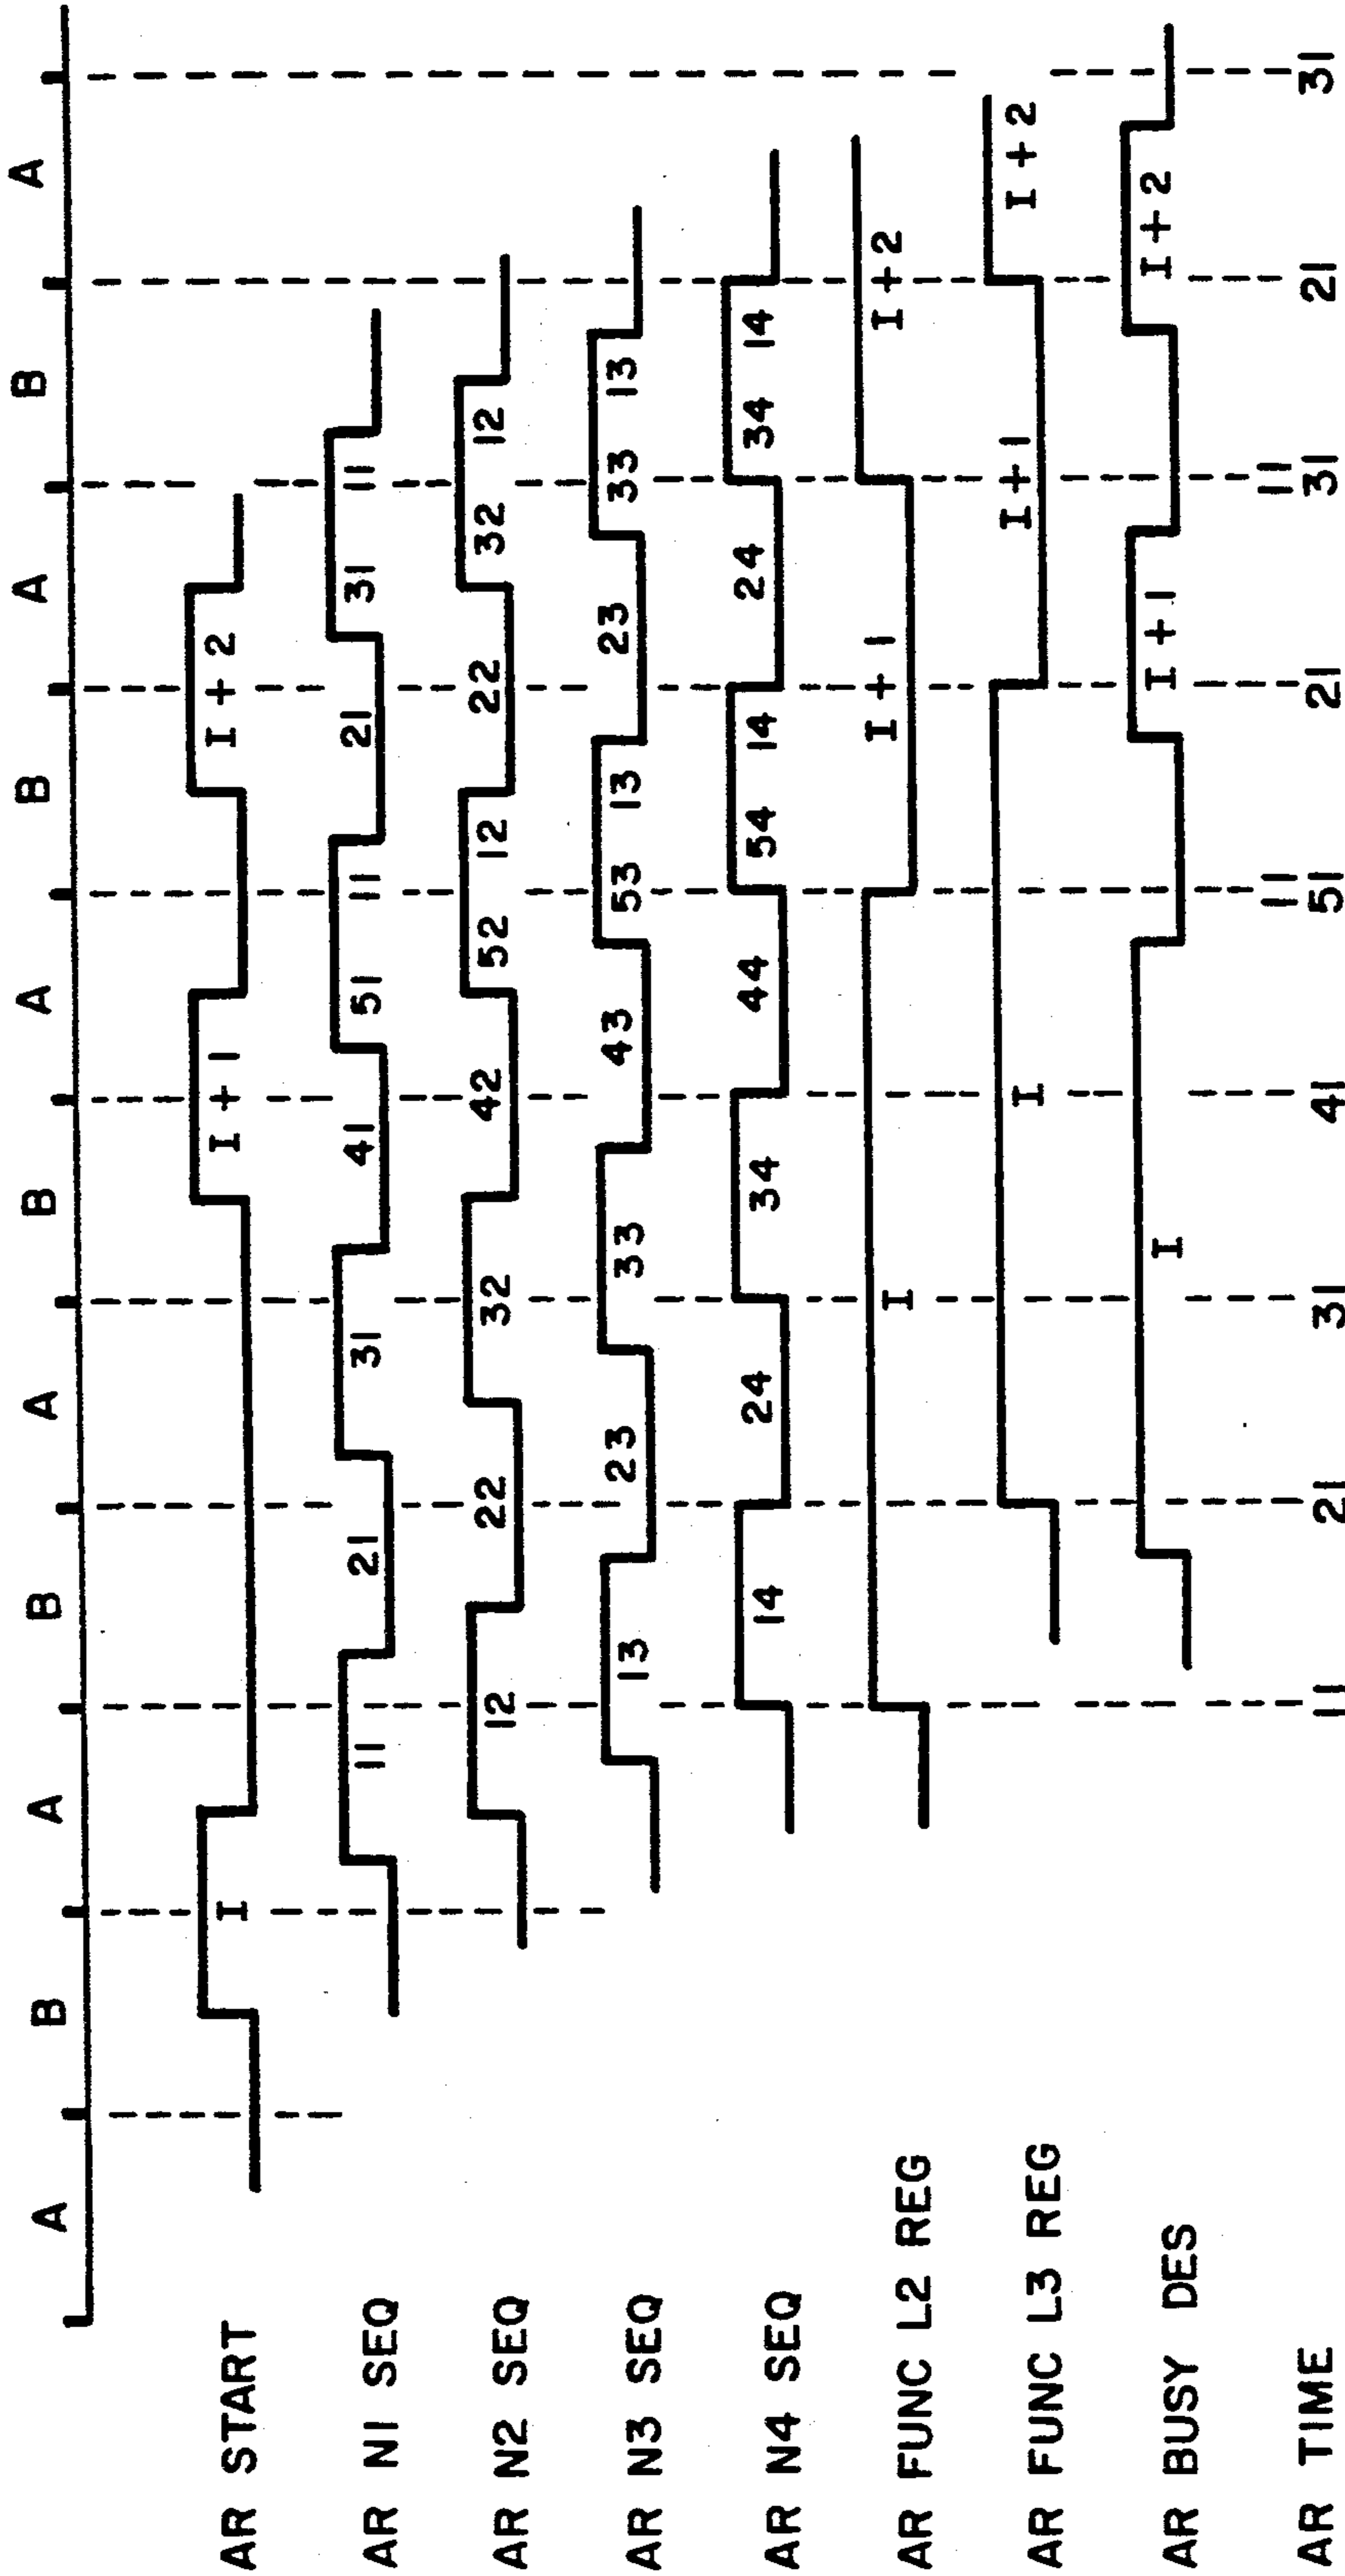 A B A B A B A B A B A
AR START I I+1 I+2
AR N1 SEQ 11 21 31 41 51 11 21 31 11
AR N2 SEQ 12 22 32 42 52 12 22 32 12
AR N3 SEQ 13 23 33 43 53 13 23 33 13
AR N4 SEQ 14 24 34 44 54 14 24 34 14
AR FUNC L2 REG I I+1 I+2
AR FUNC L3 REG I I+1 I+2
AR BUSY DES I I+1 I+2
11 11
AR TIME 11 21 31 41 51 21 31 21 31